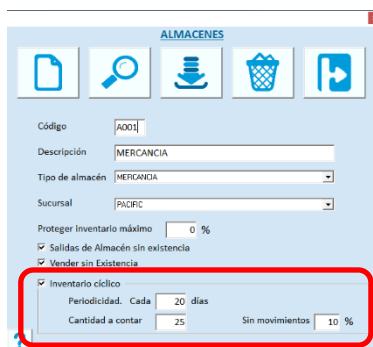 ALMACENES
Código A001
Descripción MERCANCIA
Tipo de almacén MERCANCIA
Sucursal PACIFIC
Proteger inventario máximo 0 %
Salidas de Almacén sin existencia
Vender sin Existencia
Inventario cíclico
Periodicidad. Cada 20 días
Cantidad a contar 25 Sin movimientos 10 %
?